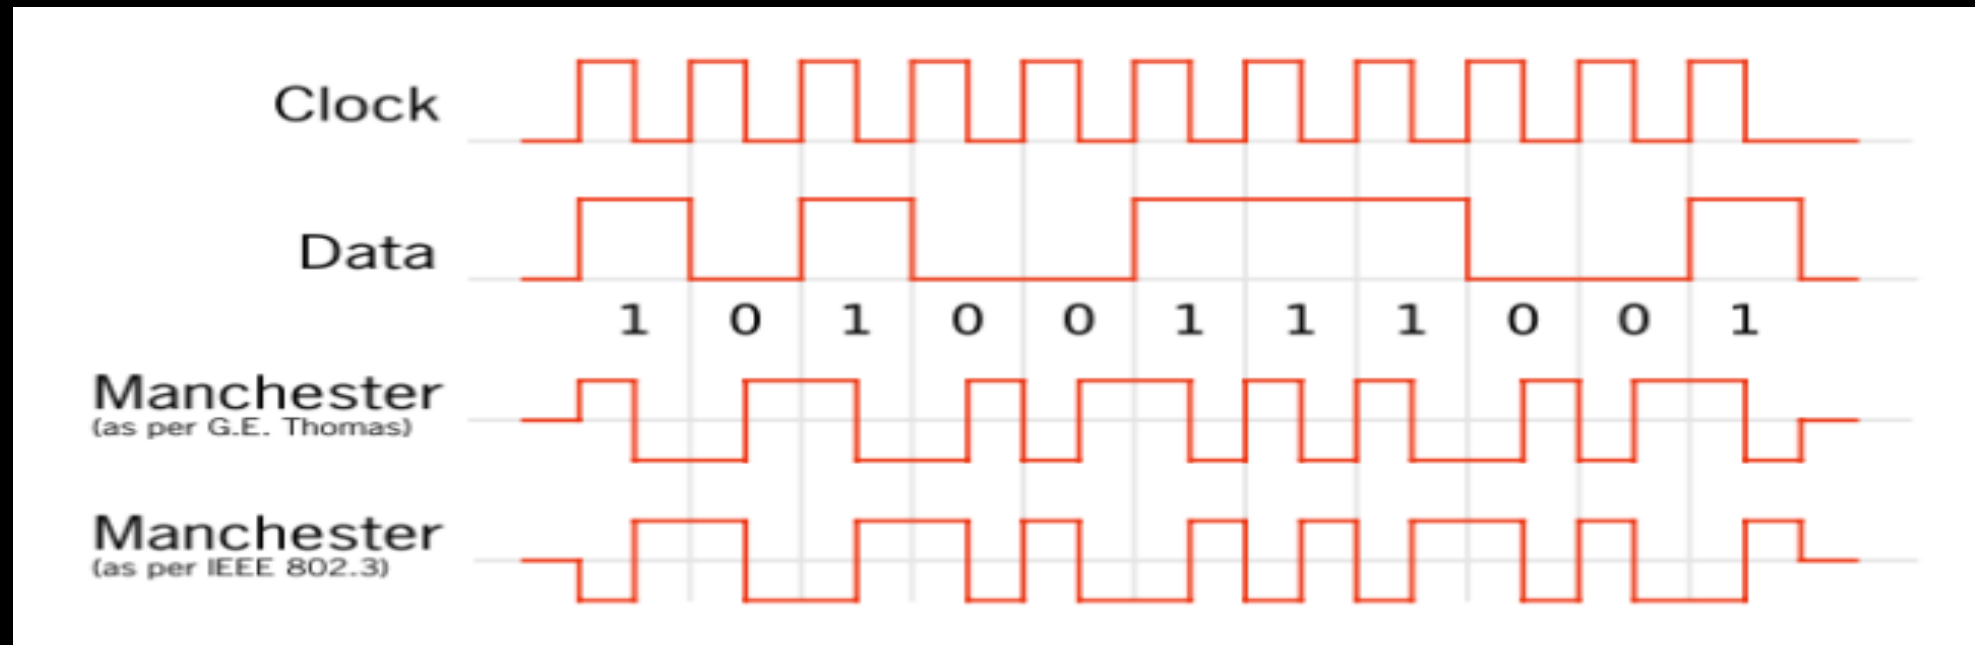 Clock
Data
1 0 1 0 0 1 1 1 0 0 1
Manchester
(as per G.E. Thomas)
Manchester
(as per IEEE 802.3)